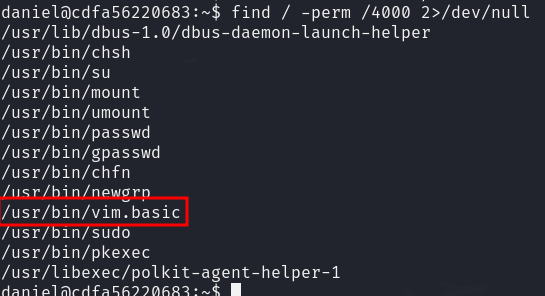 daniel@cdfa56220683:~$ find / -perm /4000 2>/dev/null
/usr/lib/dbus-1.0/dbus-daemon-launch-helper
/usr/bin/chsh
/usr/bin/su
/usr/bin/mount
/usr/bin/umount
/usr/bin/passwd
/usr/bin/gpasswd
/usr/bin/chfn
/usr/bin/newgrp
/usr/bin/vim.basic
/usr/bin/sudo
/usr/bin/pkexec
/usr/libexec/polkit-agent-helper-1
daniel@cdfa56220683:~$